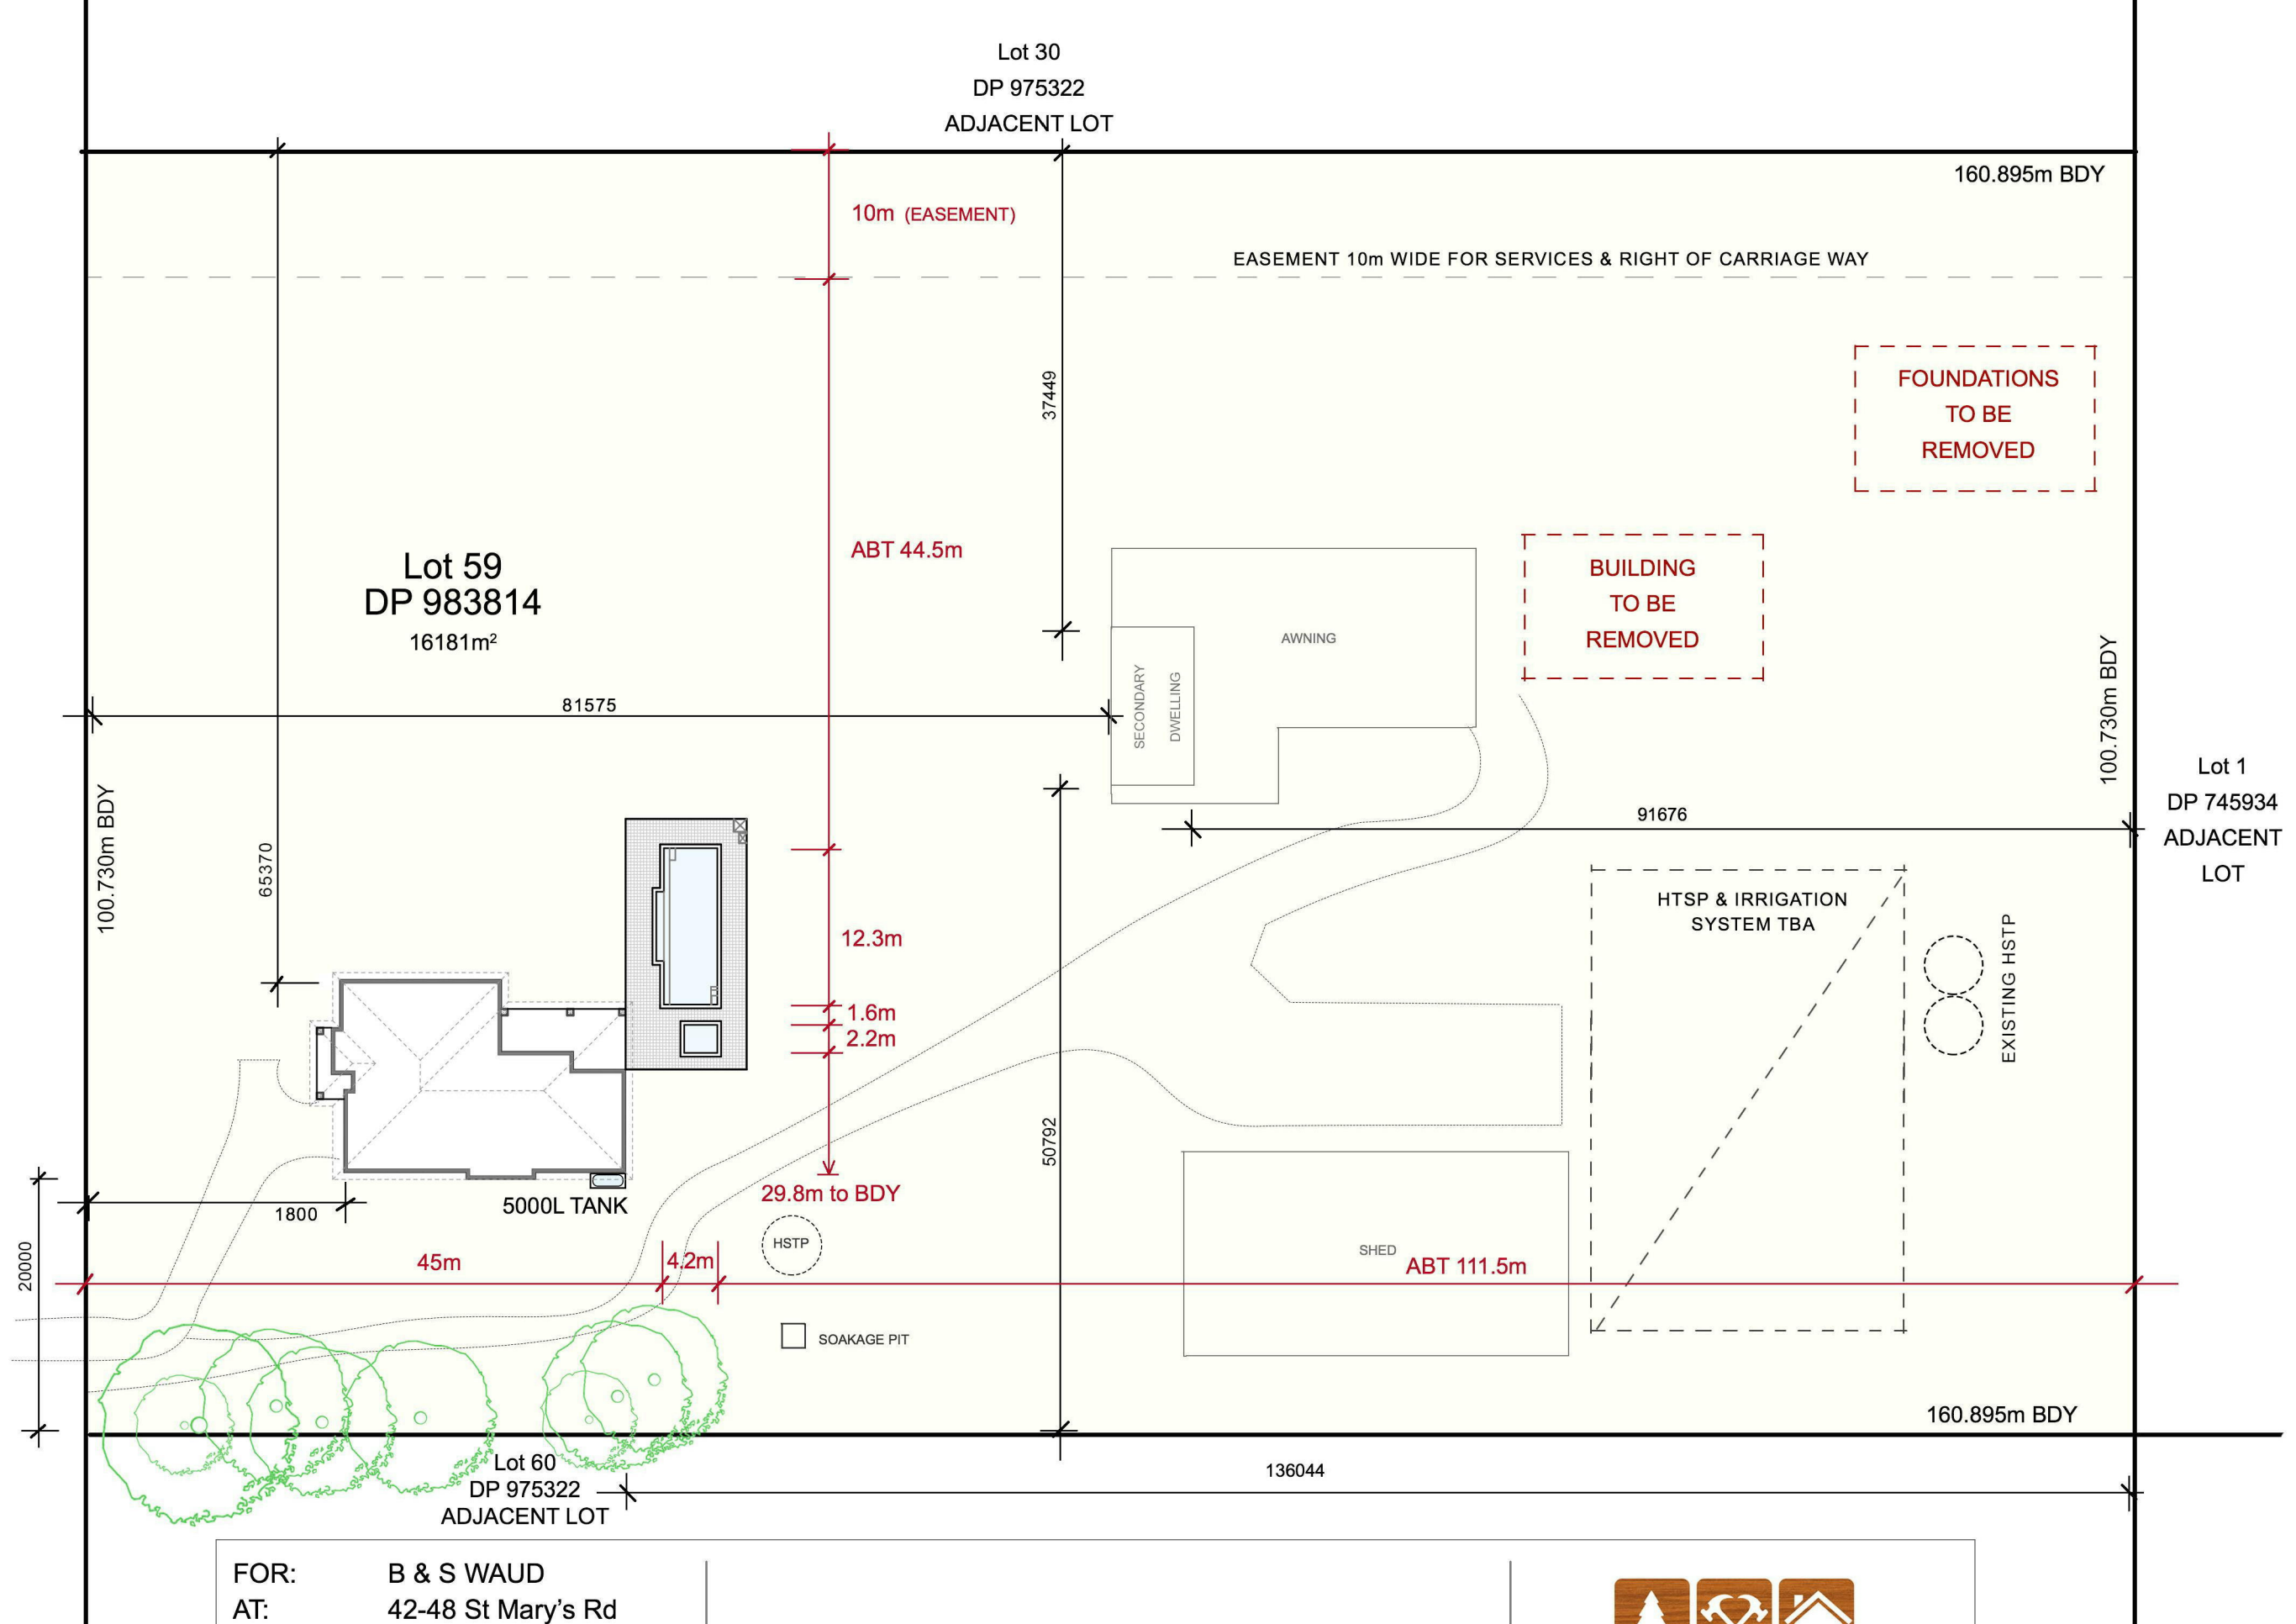 Lot 30
DP 975322
ADJACENT LOT
160.895m BDY
10m (EASEMENT)
EASEMENT 10m WIDE FOR SERVICES & RIGHT OF CARRIAGE WAY
37449
FOUNDATIONS
TO BE
REMOVED
ABT 44.5m
Lot 59
DP 983814
16181m²
BUILDING
TO BE
REMOVED
AWNING
SECONDARY
DWELLING
81575
100.730m BDY
Lot 1
DP 745934
ADJACENT
LOT
91676
100.730m BDY
65370
HTSP & IRRIGATION
SYSTEM TBA
EXISTING HSTP
12.3m
1.6m
2.2m
50792
29.8m to BDY
5000L TANK
1800
20000
HSTP
45m
4.2m
SHED
ABT 111.5m
SOAKAGE PIT
160.895m BDY
Lot 60
DP 975322
ADJACENT LOT
136044
FOR: B & S WAUD
AT: 42-48 St Mary's Rd